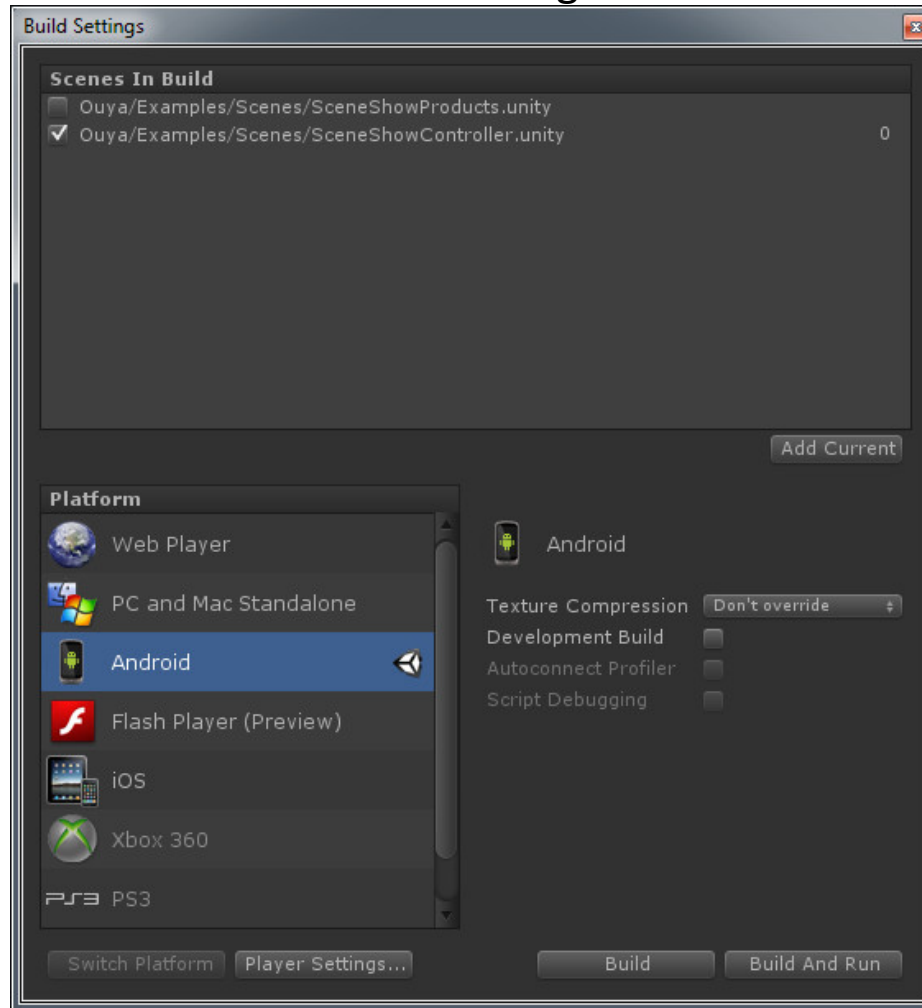 Build Settings
Scenes In Build
Ouya/Examples/Scenes/SceneShowProducts.unity
Ouya/Examples/Scenes/SceneShowController.unity 0
Add Current
Platform
Web Player
PC and Mac Standalone
Android
Flash Player (Preview)
iOS
Xbox 360
PS3 PS3
Android
Texture Compression Don't override
Development Build
Autoconnect Profiler
Script Debugging
Switch Platform Player Settings... Build Build And Run